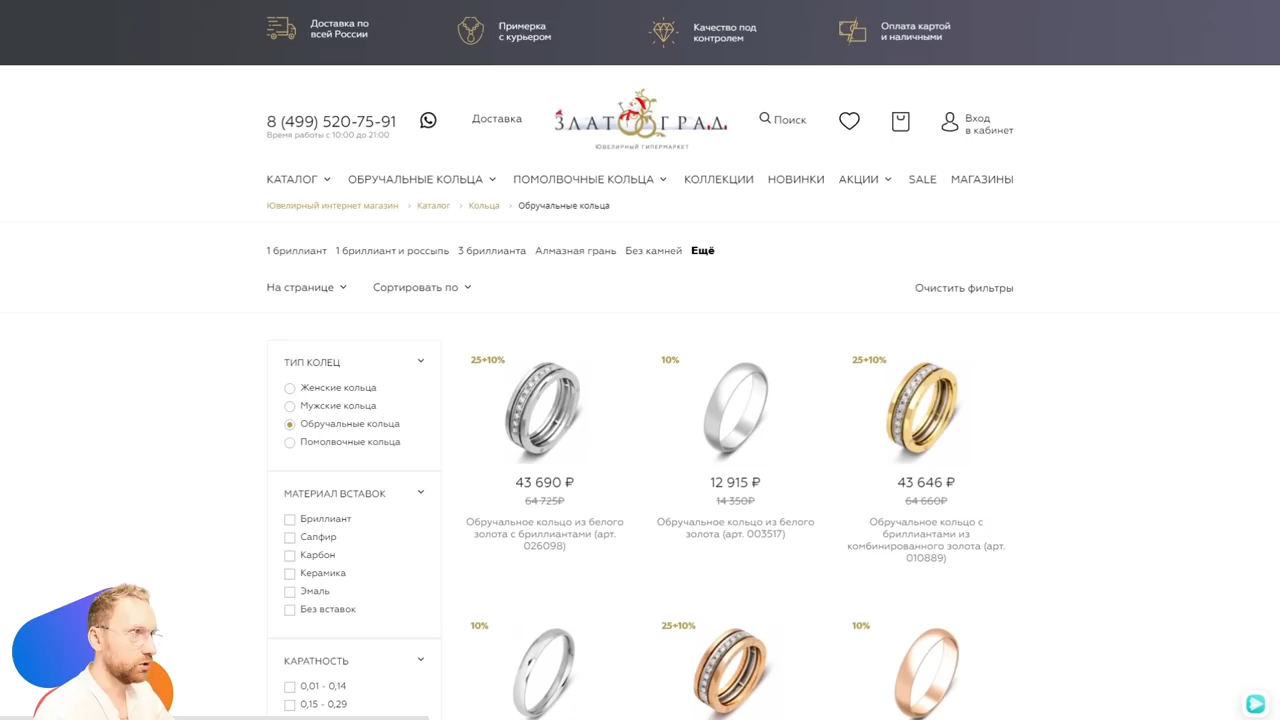 Доставка по
всей России
Примерка
с курьером
Качество под
контролем
Оплата картой
и наличными
8 (499) 520-75-91
Время работы с 10:00 до 21:00
Доставка
ЗЛАТОГРАД
ЮВЕЛИРНЫЙ ГИПЕРМАРКЕТ
Поиск
Вход
в кабинет
КАТАЛОГ ОБРУЧАЛЬНЫЕ КОЛЬЦА ПОМОЛВОЧНЫЕ КОЛЬЦА КОЛЛЕКЦИИ НОВИНКИ АКЦИИ SALE МАГАЗИНЫ
Ювелирный интернет магазин › Каталог › Кольца › Обручальные кольца
1 бриллиант 1 бриллиант и россыпь 3 бриллианта Алмазная грань Без камней Ещё
На странице Сортировать по Очистить фильтры
ТИП КОЛЕЦ
Женские кольца
Мужские кольца
Обручальные кольца
Помолвочные кольца
МАТЕРИАЛ ВСТАВОК
Бриллиант
Сапфир
Карбон
Керамика
Эмаль
Без вставок
КАРАТНОСТЬ
0,01 - 0,14
0,15 - 0,29
25+10%
43 690 ₽
64 725₽
Обручальное кольцо из белого
золота с бриллиантами (арт.
026098)
10%
12 915 ₽
14 350₽
Обручальное кольцо из белого
золота (арт. 003517)
25+10%
43 646 ₽
64 660₽
Обручальное кольцо с
бриллиантами из
комбинированного золота (арт.
010889)
10%
25+10%
10%